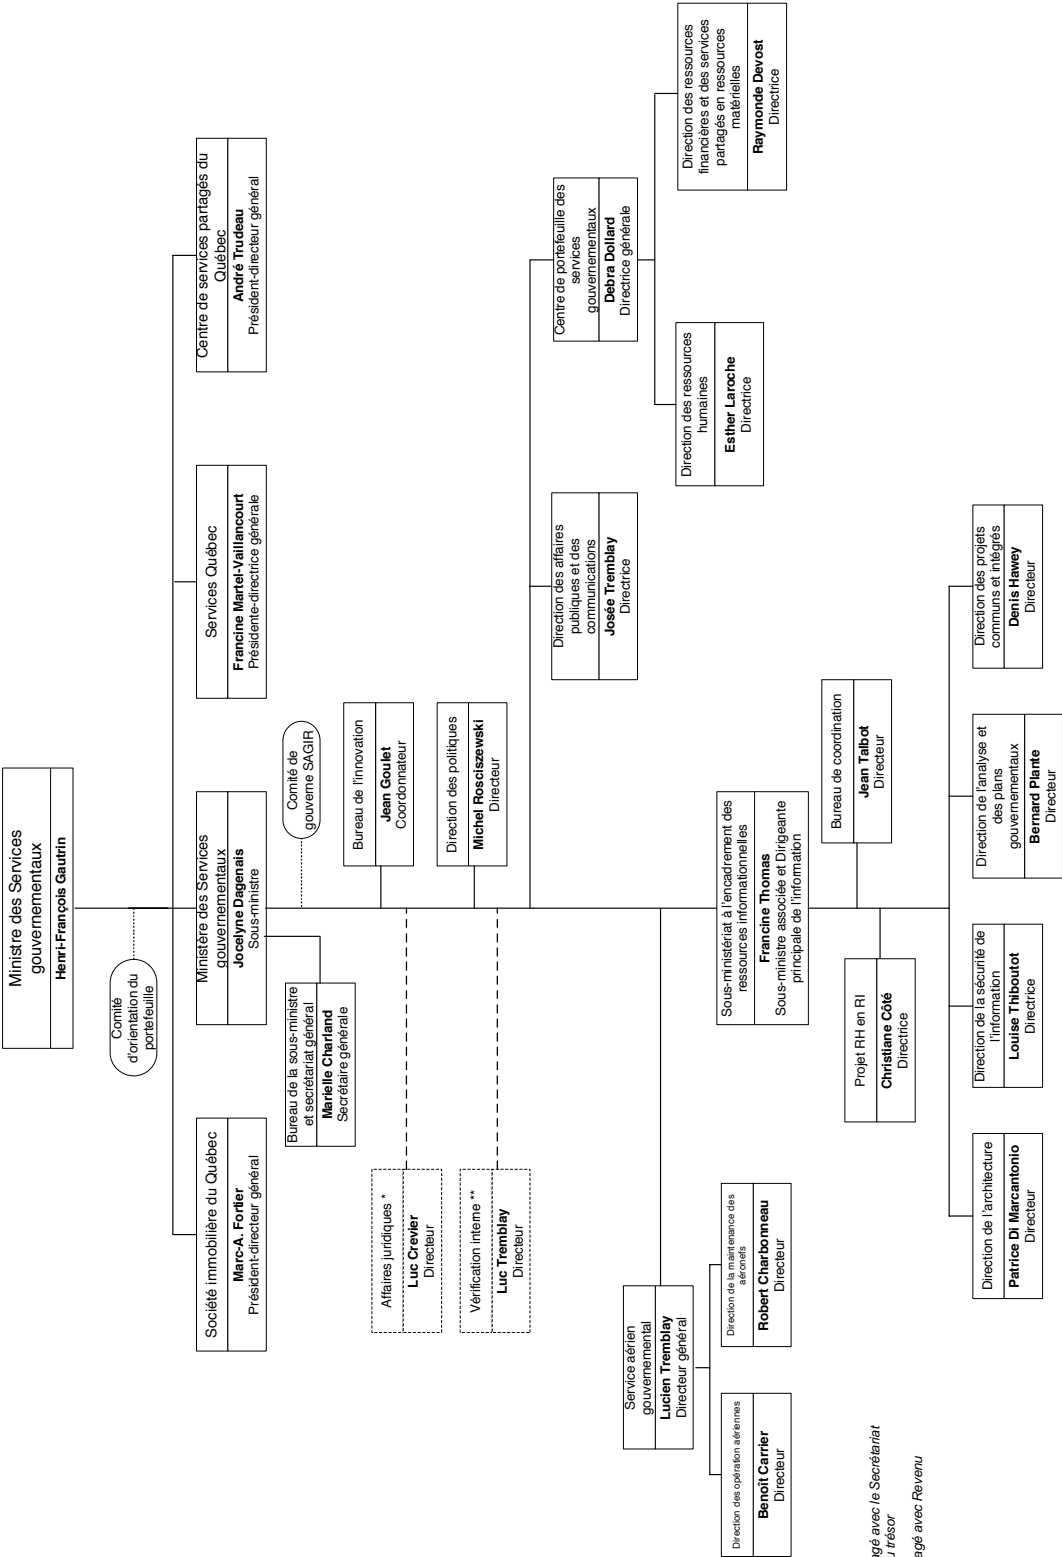 Ministre des Services
gouvernementaux
Henri-François Gautrin
Comité
d'orientation du
portefeuille
Société immobilière du Québec
Marc-A. Fortier
Président-directeur général
Ministère des Services
gouvernementaux
Jocelyne Dagenais
Sous-ministre
Services Québec
Francine Martel-Vaillancourt
Présidente-directrice générale
Centre de services partagés du
Québec
André Trudeau
Président-directeur général
Comité de
gouverne SAGIR
Bureau de la sous-ministre
et secrétariat général
Marielle Charland
Secrétaire générale
Bureau de l'innovation
Jean Goulet
Coordonnateur
Affaires juridiques *
Luc Crevier
Directeur
Direction des politiques
Michel Rosciszewski
Directeur
Vérification interne **
Luc Tremblay
Directeur
Direction des affaires
publiques et des
communications
Josée Tremblay
Directrice
Centre de portefeuille des
services
gouvernementaux
Debra Dollard
Directrice générale
Direction des ressources
humaines
Esther Laroche
Directrice
Direction des ressources
financières et des services
partagés en ressources
matérielles
Raymonde Devost
Directrice
Service aérien
gouvernemental
Lucien Tremblay
Directeur général
Direction des opération aériennes
Benoît Carrier
Directeur
Direction de la maintenance des
aéronefs
Robert Charbonneau
Directeur
Sous-ministériat à l'encadrement des
ressources informationnelles
Francine Thomas
Sous-ministre associée et Dirigeante
principale de l'information
Bureau de coordination
Jean Talbot
Directeur
Projet RH en RI
Christiane Côté
Directrice
Direction de l'architecture
Patrice Di Marcantonio
Directeur
Direction de la sécurité de
l'information
Louise Thiboutot
Directrice
Direction de l'analyse et
des plans
gouvernementaux
Bernard Plante
Directeur
Direction des projets
communs et intégrés
Denis Hawey
Directeur
agé avec le Secrétariat
u trésor
agé avec Revenu